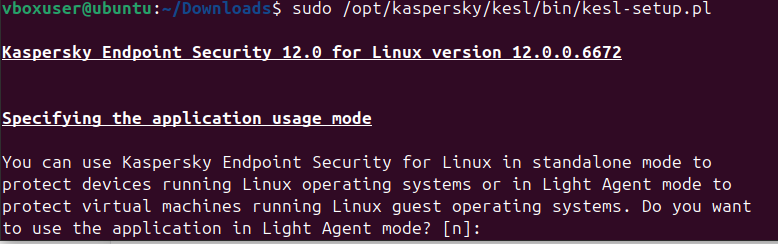 vboxuser@ubuntu:~/Downloads$ sudo /opt/kaspersky/kesl/bin/kesl-setup.pl
Kaspersky Endpoint Security 12.0 for Linux version 12.0.0.6672
Specifying the application usage mode
You can use Kaspersky Endpoint Security for Linux in standalone mode to
protect devices running Linux operating systems or in Light Agent mode to
protect virtual machines running Linux guest operating systems. Do you want
to use the application in Light Agent mode? [n]: